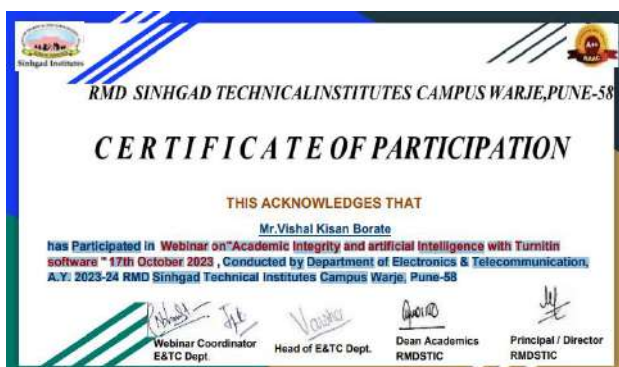 Sinhgad Institutes
A++
NAAC
RMD SINHGAD TECHNICALINSTITUTES CAMPUS WARJE,PUNE-58
CERTIFICATE OF PARTICIPATION
THIS ACKNOWLEDGES THAT
Mr.Vishal Kisan Borate
has Participated in Webinar on"Academic Integrity and artificial Intelligence with Turnitin
software " 17th October 2023 , Conducted by Department of Electronics & Telecommunication,
A.Y. 2023-24 RMD Sinhgad Technical Institutes Campus Warje, Pune-58
Webinar Coordinator
E&TC Dept.
Head of E&TC Dept.
Dean Academics
RMDSTIC
Principal / Director
RMDSTIC